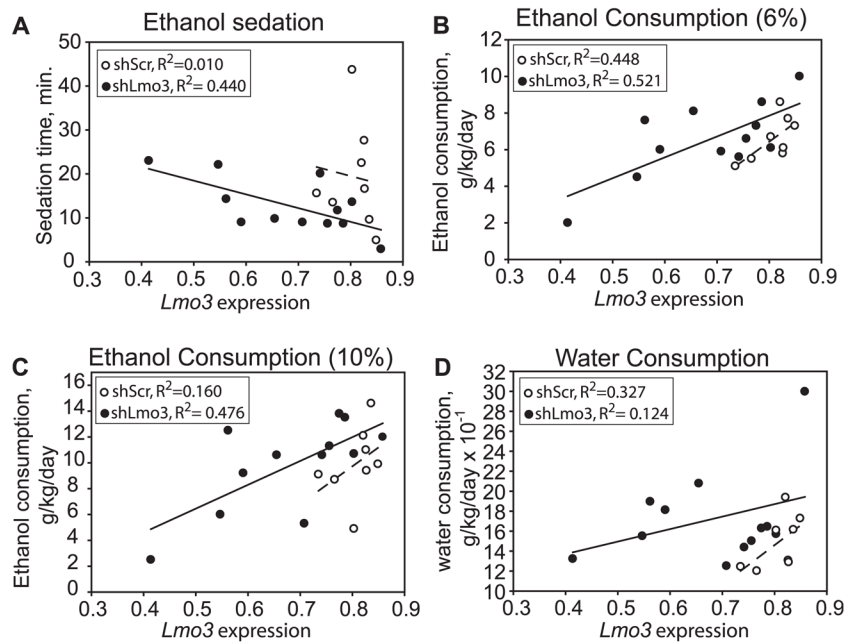 A
Ethanol sedation
Sedation time, min.
50
40
30
20
10
0
shScr, R²=0.010
shLmo3, R²= 0.440
0.3 0.4 0.5 0.6 0.7 0.8 0.9
Lmo3 expression
B
Ethanol Consumption (6%)
Ethanol consumption,
g/kg/day
12
10
8
6
4
2
0
shScr, R²=0.448
shLmo3, R²= 0.521
0.3 0.4 0.5 0.6 0.7 0.8 0.9
Lmo3 expression
C
Ethanol Consumption (10%)
Ethanol consumption,
g/kg/day
16
14
12
10
8
6
4
2
0
shScr, R²=0.160
shLmo3, R²= 0.476
0.3 0.4 0.5 0.6 0.7 0.8 0.9
Lmo3 expression
D
Water Consumption
water consumption,
g/kg/day x 10⁻¹
32
30
28
26
24
22
20
18
16
14
12
10
shScr, R²=0.327
shLmo3, R²= 0.124
0.3 0.4 0.5 0.6 0.7 0.8 0.9
Lmo3 expression